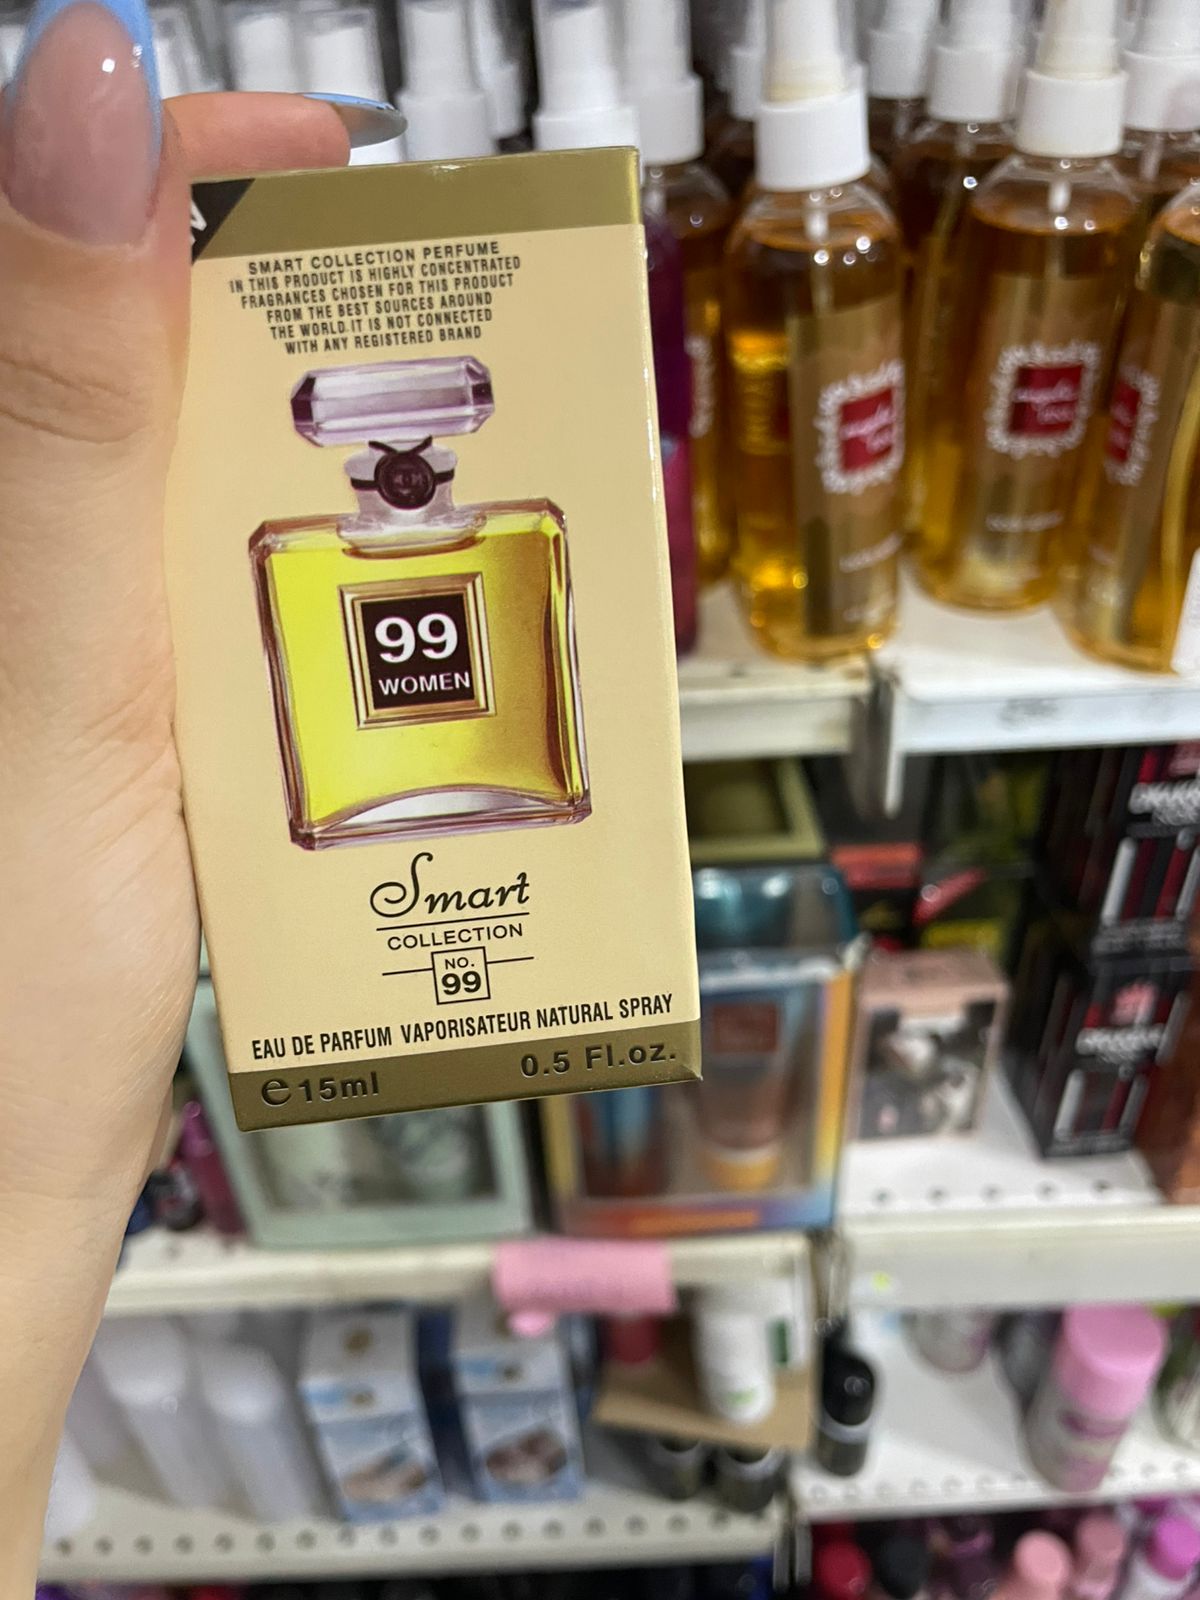 SMART COLLECTION PERFUME
IN THIS PRODUCT IS HIGHLY CONCENTRATED
FRAGRANCES CHOSEN FOR THIS PRODUCT
FROM THE BEST SOURCES AROUND
THE WORLD.IT IS NOT CONNECTED
WITH ANY REGISTERED BRAND
99
WOMEN
Smart
COLLECTION
NO.
99
EAU DE PARFUM VAPORISATEUR NATURAL SPRAY
e15ml 0.5 Fl.oz.